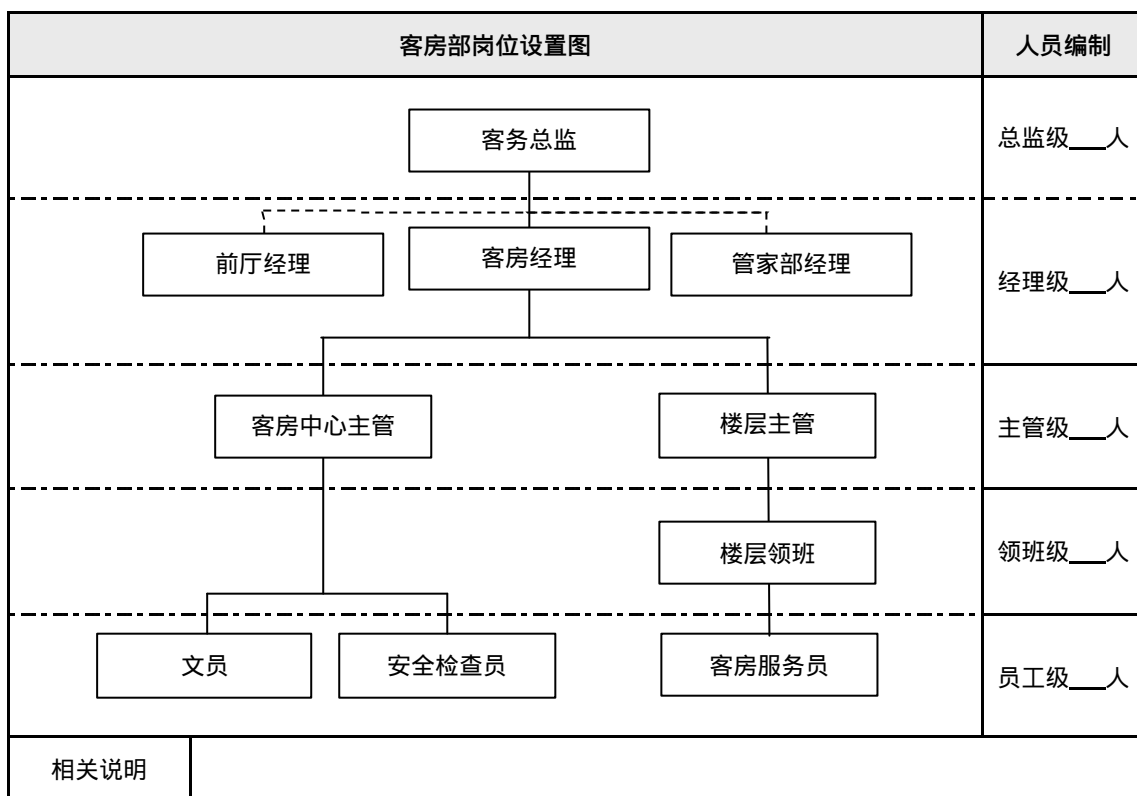 客房部岗位设置图
人员编制
客务总监
总监级___人
前厅经理
客房经理
管家部经理
经理级___人
客房中心主管
楼层主管
主管级___人
楼层领班
领班级___人
文员
安全检查员
客房服务员
员工级___人
相关说明